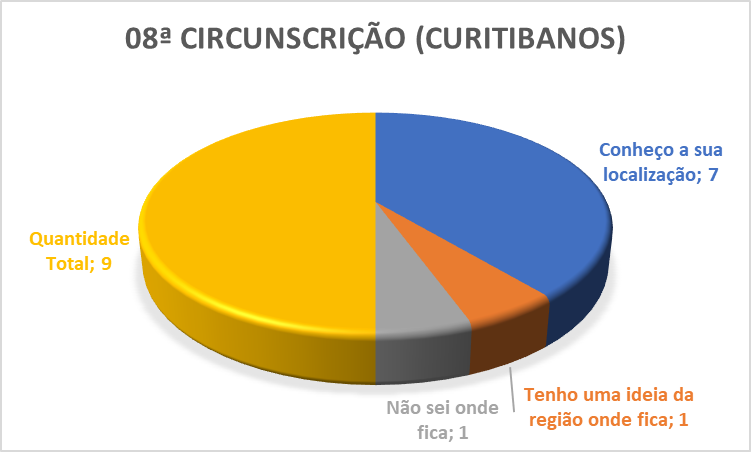 08ª CIRCUNSCRIÇÃO (CURITIBANOS)
Conheço a sua
localização; 7
Quantidade
Total; 9
Tenho uma ideia da
região onde fica; 1
Não sei onde
fica; 1